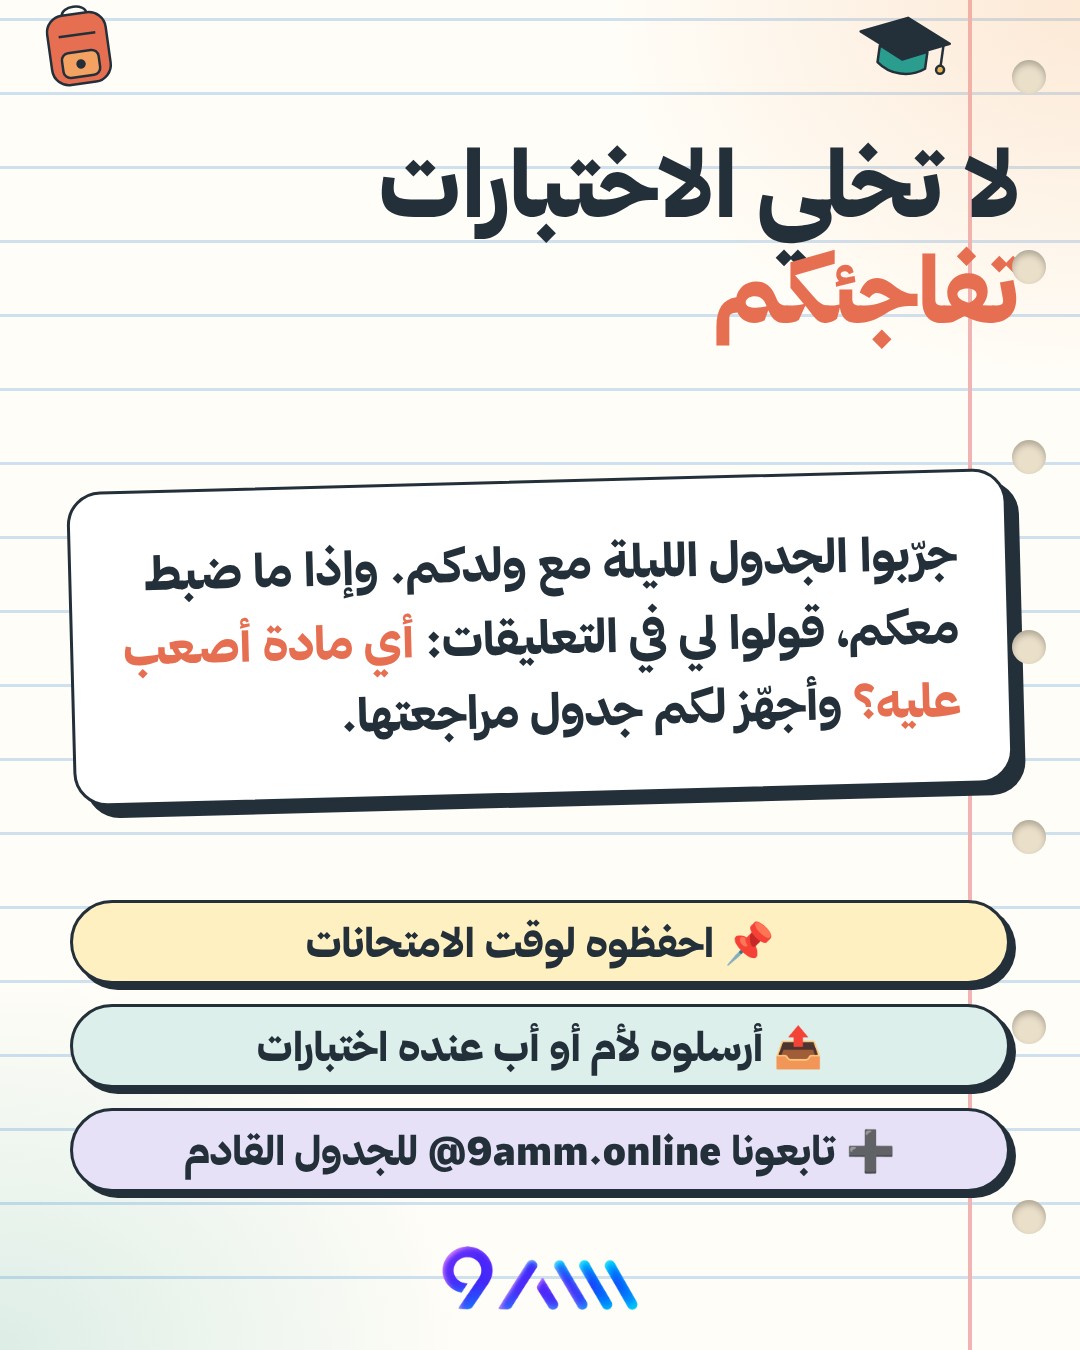 لا تخلي الاختبارات
تفاجئكم
جرّبوا الجدول الليلة مع ولدكم. وإذا ما ضبط
معكم، قولوا لي في التعليقات: أي مادة أصعب
عليه؟ وأجهّز لكم جدول مراجعتها.
📌 احفظوه لوقت الامتحانات
📤 أرسلوه لأم أو أب عنده اختبارات
➕ تابعونا @9amm.online للجدول القادم
9AM